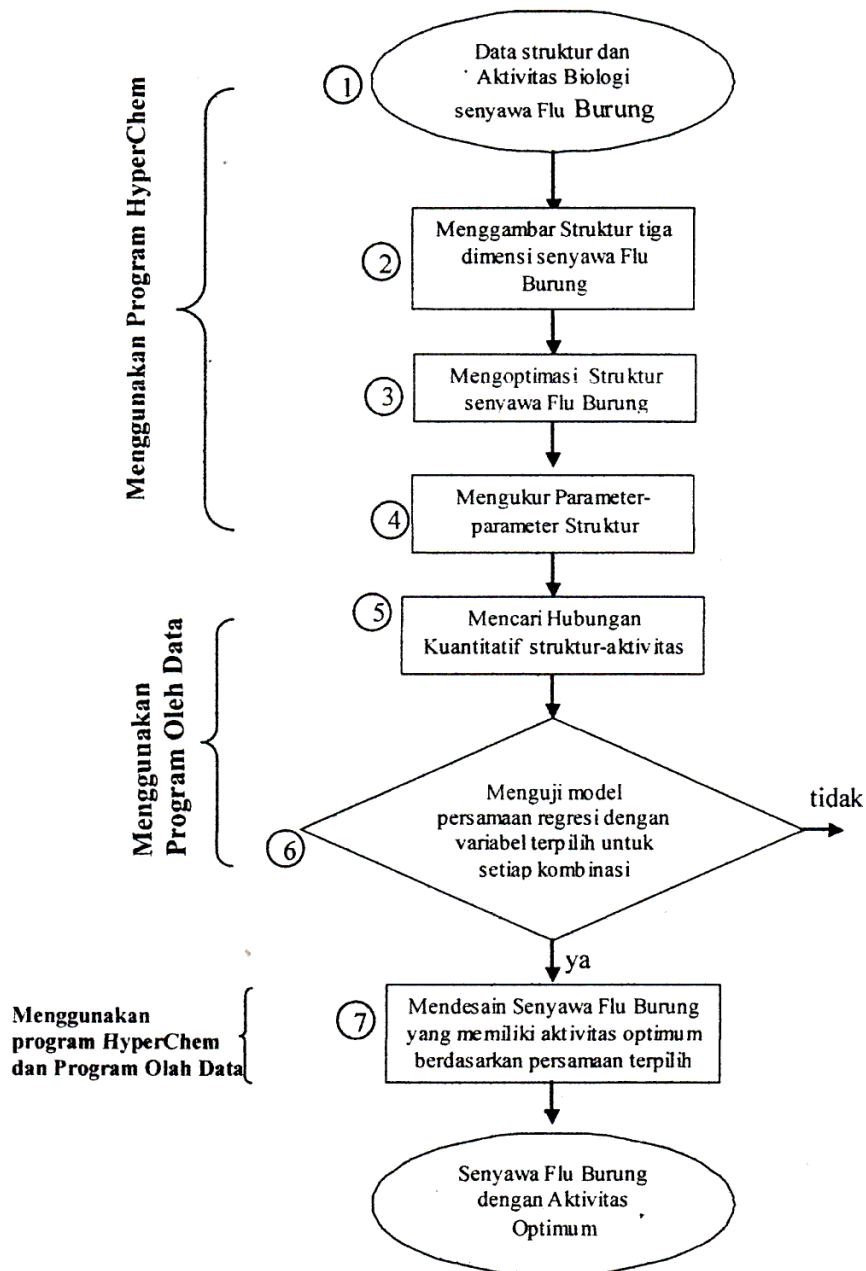 1
Data struktur dan
Aktivitas Biologi
senyawa Flu Burung
Menggunakan Program HyperChem
2
Menggambar Struktur tiga
dimensi senyawa Flu
Burung
3
Mengoptimasi Struktur
senyawa Flu Burung
4
Mengukur Parameter-
parameter Struktur
5
Mencari Hubungan
Kuantitatif struktur-aktivitas
Menggunakan
Program Oleh Data
6
Menguji model
persamaan regresi dengan
variabel terpilih untuk
setiap kombinasi
tidak
ya
Menggunakan
program HyperChem
dan Program Olah Data
7
Mendesain Senyawa Flu Burung
yang memiliki aktivitas optimum
berdasarkan persamaan terpilih
Senyawa Flu Burung
dengan Aktivitas
Optimum